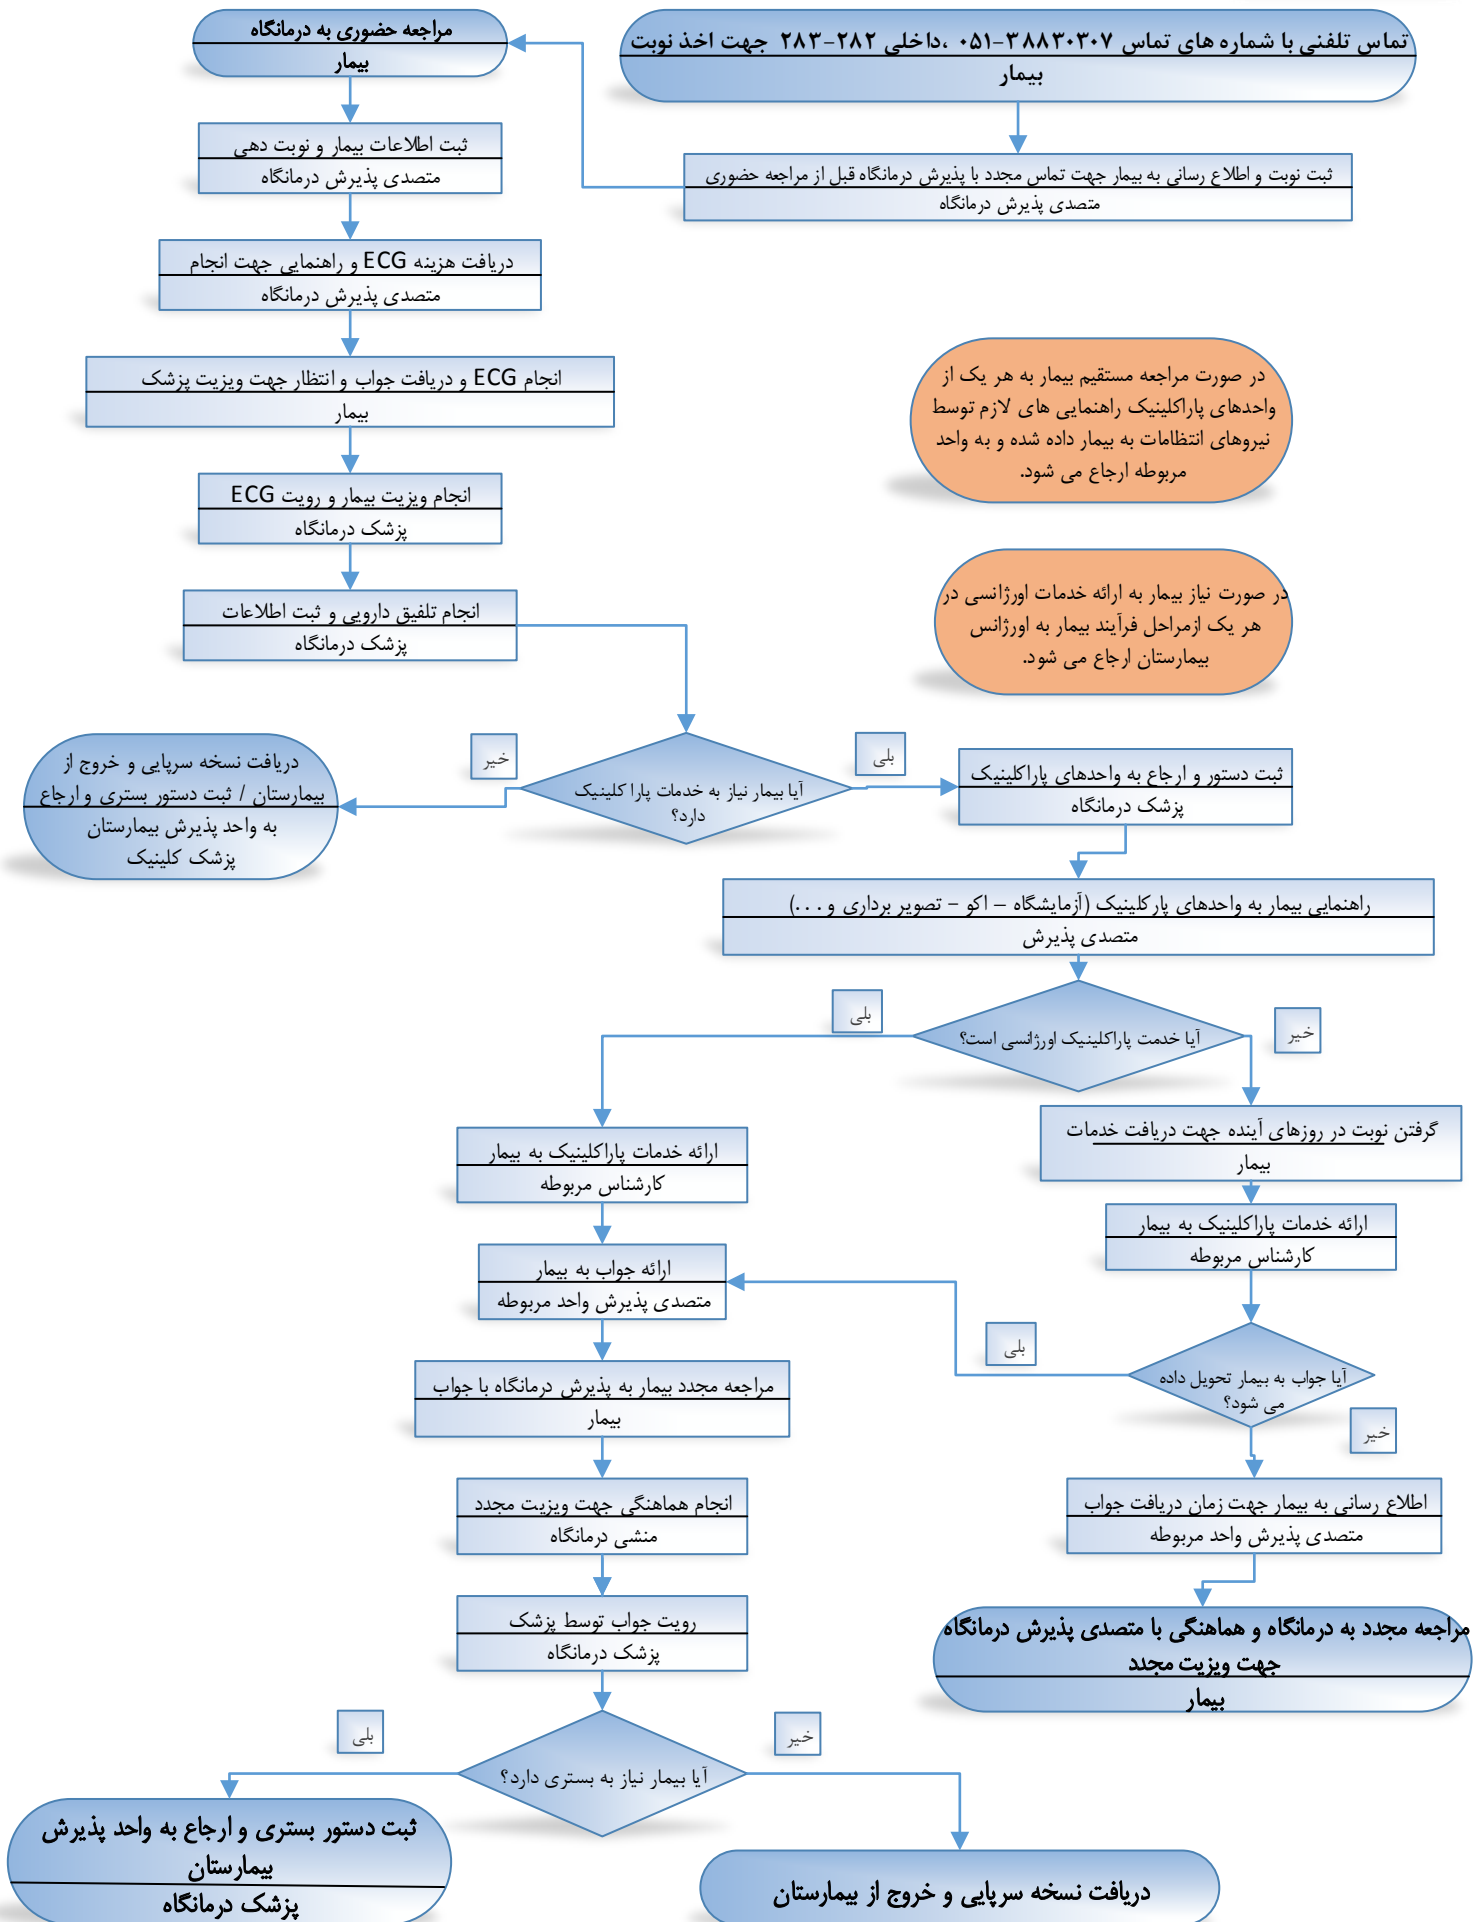 تماس تلفنی با شماره های تماس ۳۸۸۳۰۳۰۷-۰۵۱ ،داخلی ۲۸۲-۲۸۳ جهت اخذ نوبت
بیمار
ثبت نوبت و اطلاع رسانی به بیمار جهت تماس مجدد با پذیرش درمانگاه قبل از مراجعه حضوری
متصدی پذیرش درمانگاه
مراجعه حضوری به درمانگاه
بیمار
ثبت اطلاعات بیمار و نوبت دهی
متصدی پذیرش درمانگاه
دریافت هزینه ECG و راهنمایی جهت انجام
متصدی پذیرش درمانگاه
انجام ECG و دریافت جواب و انتظار جهت ویزیت پزشک
بیمار
انجام ویزیت بیمار و رویت ECG
پزشک درمانگاه
انجام تلفیق دارویی و ثبت اطلاعات
پزشک درمانگاه
در صورت مراجعه مستقیم بیمار به هر یک از
واحدهای پاراکلینیک راهنمایی های لازم توسط
نیروهای انتظامات به بیمار داده شده و به واحد
مربوطه ارجاع می شود.
در صورت نیاز بیمار به ارائه خدمات اورژانسی در
هر یک ازمراحل فرآیند بیمار به اورژانس
بیمارستان ارجاع می شود.
آیا بیمار نیاز به خدمات پارا کلینیک
دارد؟
بلی
خیر
دریافت نسخه سرپایی و خروج از
بیمارستان / ثبت دستور بستری و ارجاع
به واحد پذیرش بیمارستان
پزشک کلینیک
ثبت دستور و ارجاع به واحدهای پاراکلینیک
پزشک درمانگاه
راهنمایی بیمار به واحدهای پارکلینیک (آزمایشگاه – اکو - تصویر برداری و . . .)
متصدی پذیرش
آیا خدمت پاراکلینیک اورژانسی است؟
خیر
بلی
گرفتن نوبت در روزهای آینده جهت دریافت خدمات
بیمار
ارائه خدمات پاراکلینیک به بیمار
کارشناس مربوطه
آیا جواب به بیمار تحویل داده
می شود؟
بلی
خیر
اطلاع رسانی به بیمار جهت زمان دریافت جواب
متصدی پذیرش واحد مربوطه
مراجعه مجدد به درمانگاه و هماهنگی با متصدی پذیرش درمانگاه
جهت ویزیت مجدد
بیمار
ارائه خدمات پاراکلینیک به بیمار
کارشناس مربوطه
ارائه جواب به بیمار
متصدی پذیرش واحد مربوطه
مراجعه مجدد بیمار به پذیرش درمانگاه با جواب
بیمار
انجام هماهنگی جهت ویزیت مجدد
منشی درمانگاه
رویت جواب توسط پزشک
پزشک درمانگاه
آیا بیمار نیاز به بستری دارد؟
خیر
بلی
ثبت دستور بستری و ارجاع به واحد پذیرش
بیمارستان
پزشک درمانگاه
دریافت نسخه سرپایی و خروج از بیمارستان